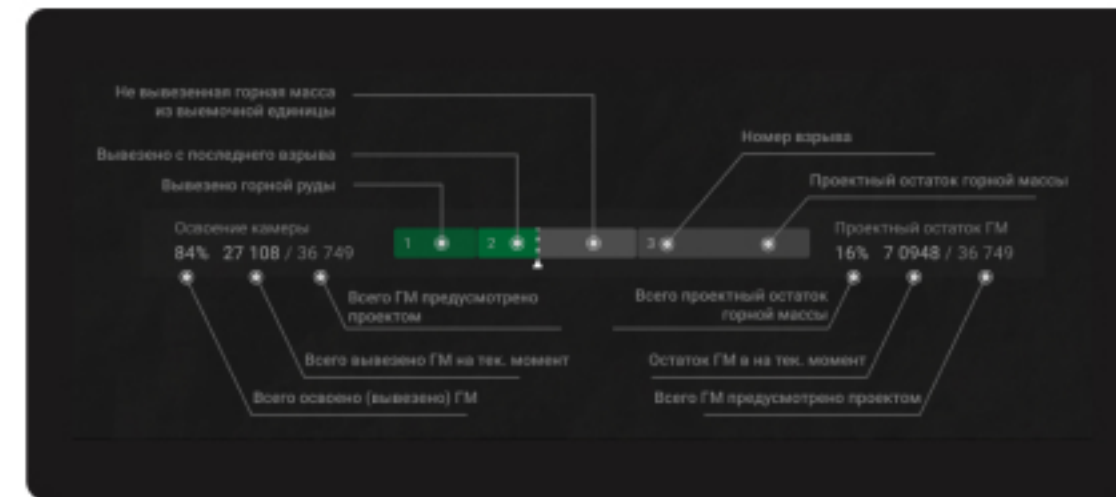 Не вывезенная горная масса
из выемочной единицы
Вывезено с последнего взрыва
Вывезено горной руды
Номер взрыва
Проектный остаток горной массы
Освоение камеры
84% 27 108 / 36 749
1 2 3
Проектный остаток ГМ
16% 7 0948 / 36 749
Всего ГМ предусмотрено
проектом
Всего вывезено ГМ на тек. момент
Всего освоено (вывезено) ГМ
Всего проектный остаток
горной массы
Остаток ГМ в на тек. момент
Всего ГМ предусмотрено проектом